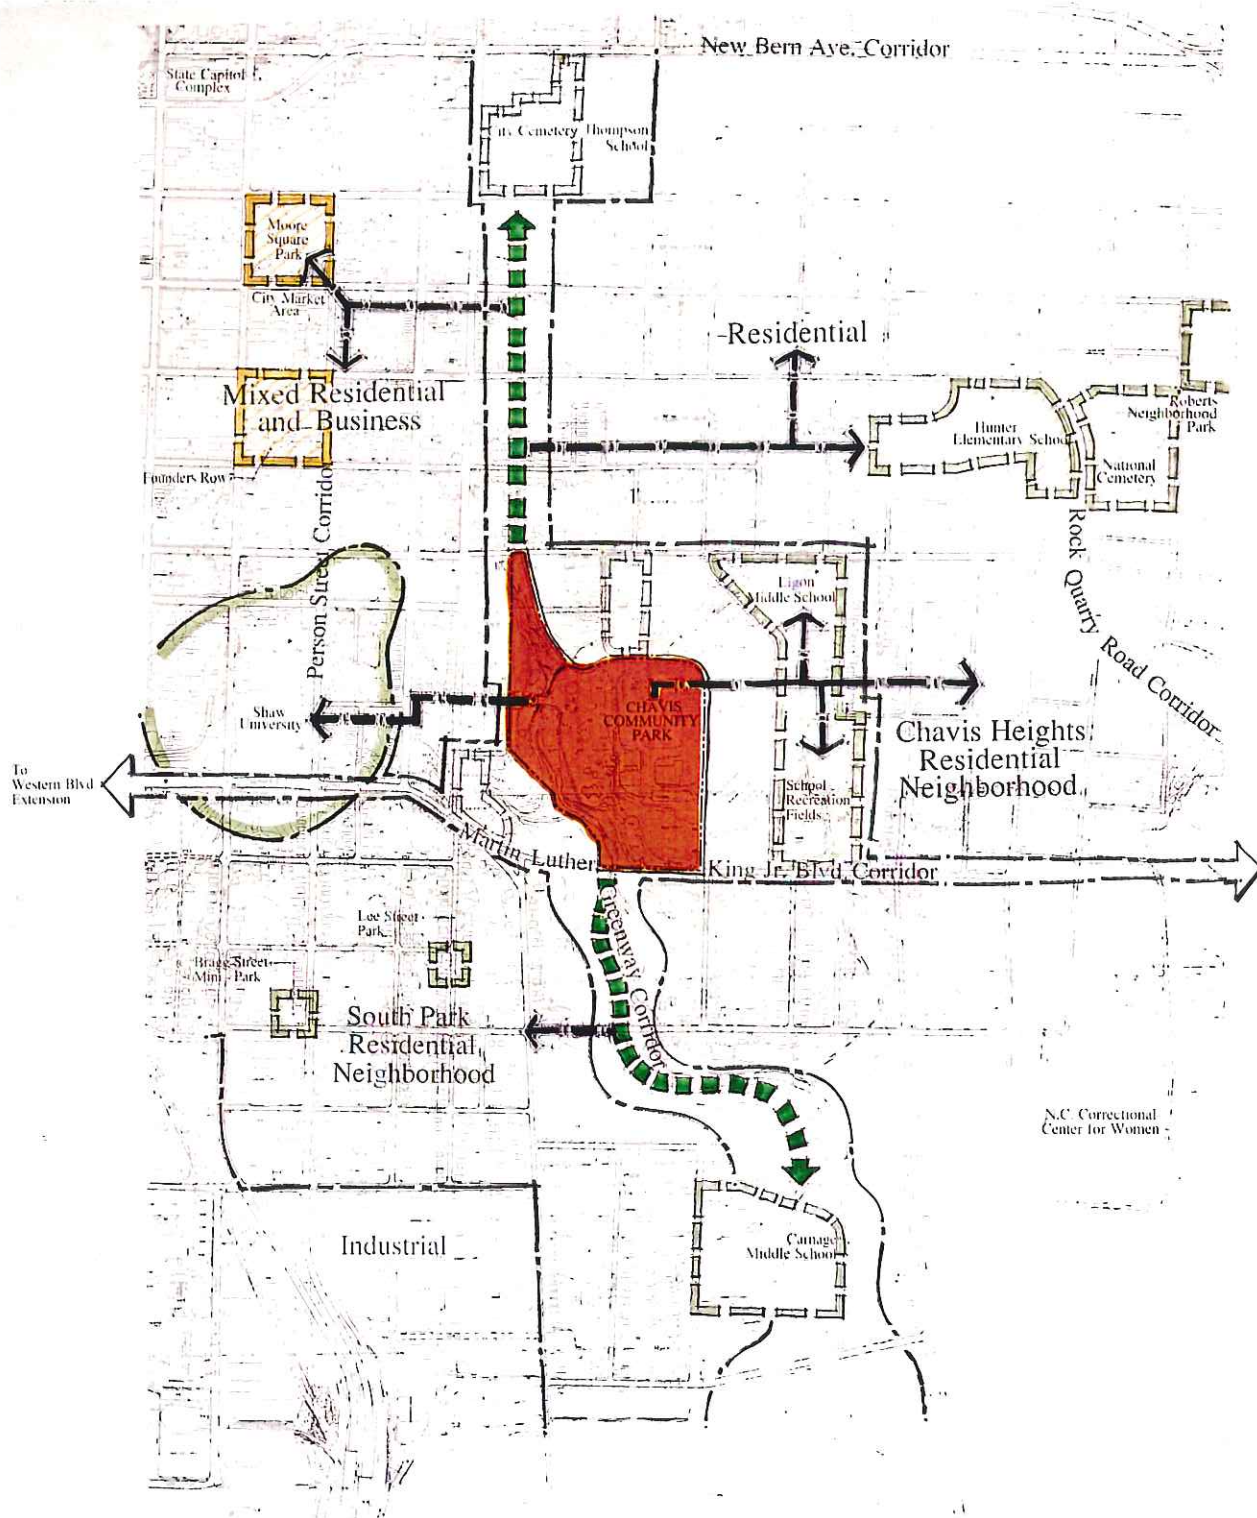 New Bern Ave. Corridor
State Capitol
Complex
City Cemetery
Thompson
School
Moore
Square
Park
City Market
Area
Residential
Mixed Residential
and Business
Roberts
Neighborhood
Park
Hunter
Elementary School
National
Cemetery
Founders Row
Person Street Corridor
Rock Quarry Road Corridor
Ligon
Middle School
Shaw
University
CHAVIS
COMMUNITY
PARK
Chavis Heights
Residential
Neighborhood
To
Western Blvd
Extension
School
Recreation
Fields
Martin Luther King Jr. Blvd. Corridor
Greenway Corridor
Lee Street
Park
Bragg Street
Mini - Park
South Park
Residential
Neighborhood
N.C. Correctional
Center for Women
Industrial
Carnage
Middle School